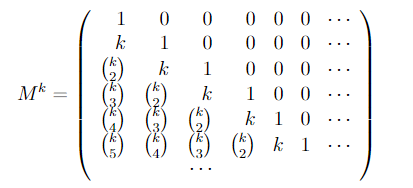 1 0 0 0 0 0 ⋯
k 1 0 0 0 0 ⋯
(k 2) k 1 0 0 0 ⋯
M^k = (k 3) (k 2) k 1 0 0 ⋯
(k 4) (k 3) (k 2) k 1 0 ⋯
(k 5) (k 4) (k 3) (k 2) k 1 ⋯
⋯